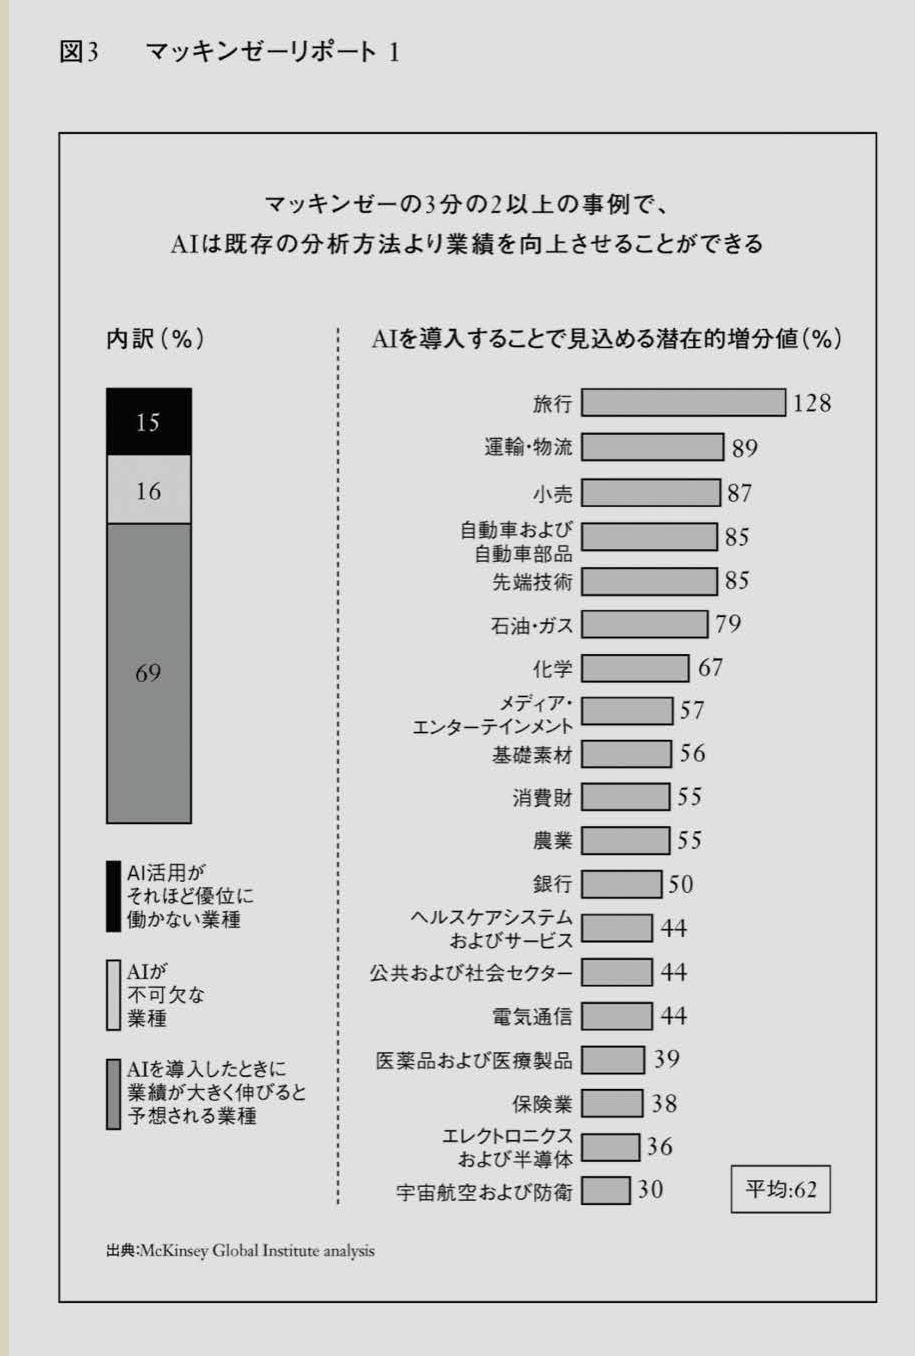 図3 マッキンゼーリポート 1
マッキンゼーの3分の2以上の事例で、
AIは既存の分析方法より業績を向上させることができる
内訳(%)
15
16
69
AI活用が
それほど優位に
働かない業種
AIが
不可欠な
業種
AIを導入したときに
業績が大きく伸びると
予想される業種
AIを導入することで見込める潜在的増分値(%)
旅行 128
運輸・物流 89
小売 87
自動車および
自動車部品 85
先端技術 85
石油・ガス 79
化学 67
メディア・
エンターテインメント 57
基礎素材 56
消費財 55
農業 55
銀行 50
ヘルスケアシステム
およびサービス 44
公共および社会セクター 44
電気通信 44
医薬品および医療製品 39
保険業 38
エレクトロニクス
および半導体 36
宇宙航空および防衛 30
平均:62
出典:McKinsey Global Institute analysis